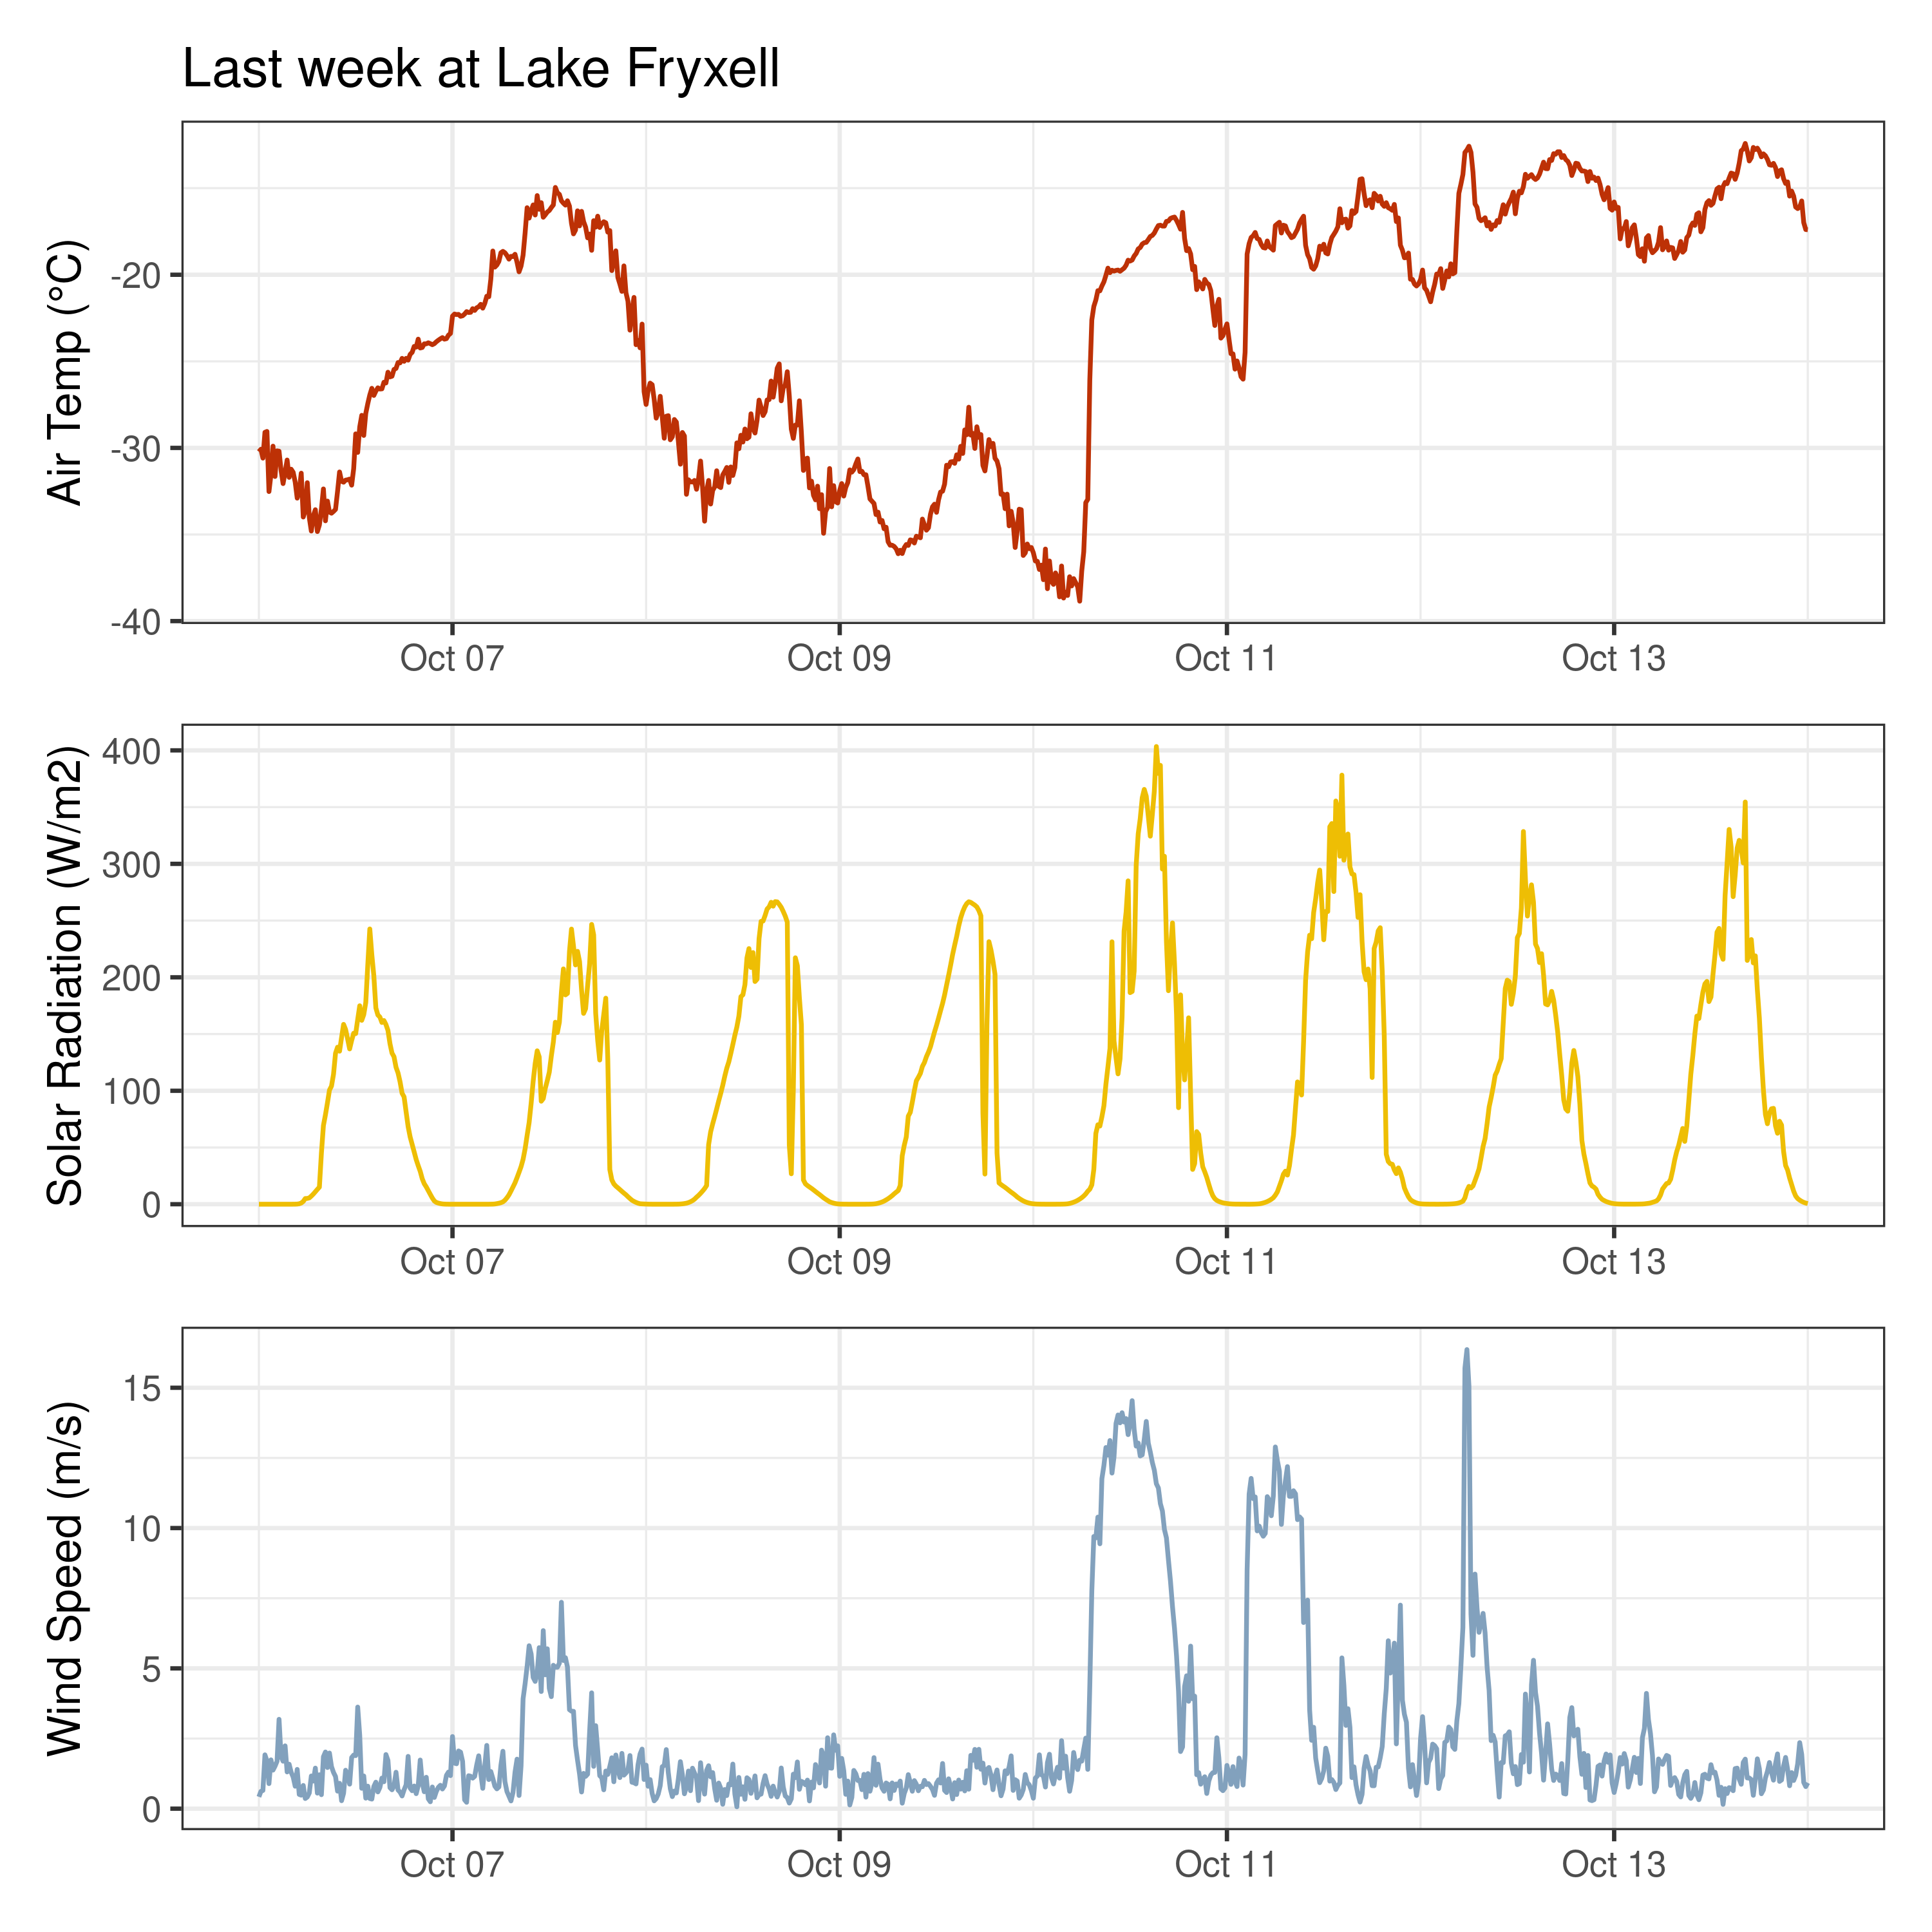 Last week at Lake Fryxell
Air Temp (°C)
-20
-30
-40
Oct 07 Oct 09 Oct 11 Oct 13
Solar Radiation (W/m2)
400
300
200
100
0
Oct 07 Oct 09 Oct 11 Oct 13
Wind Speed (m/s)
15
10
5
0
Oct 07 Oct 09 Oct 11 Oct 13